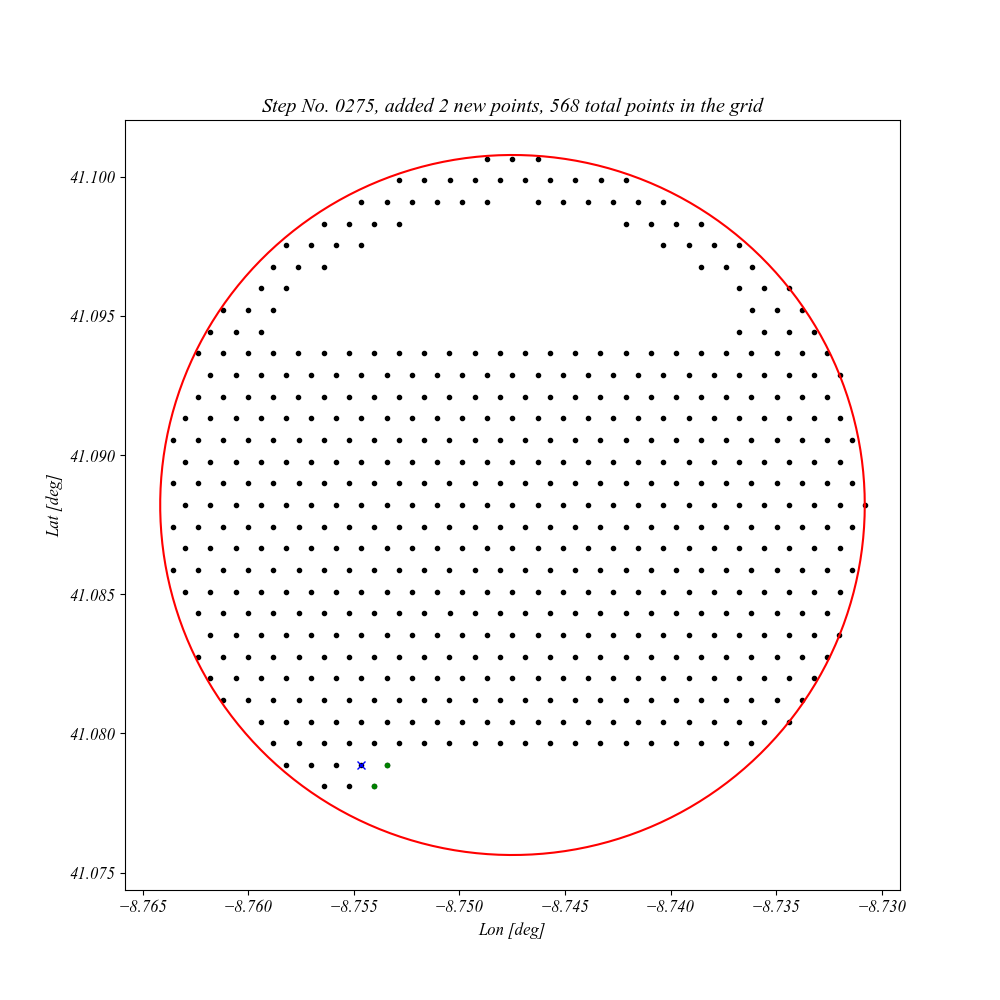 Step No. 0275, added 2 new points, 568 total points in the grid
41.100
41.095
41.090
41.085
41.080
41.075
Lat [deg]
−8.765 −8.760 −8.755 −8.750 −8.745 −8.740 −8.735 −8.730
Lon [deg]